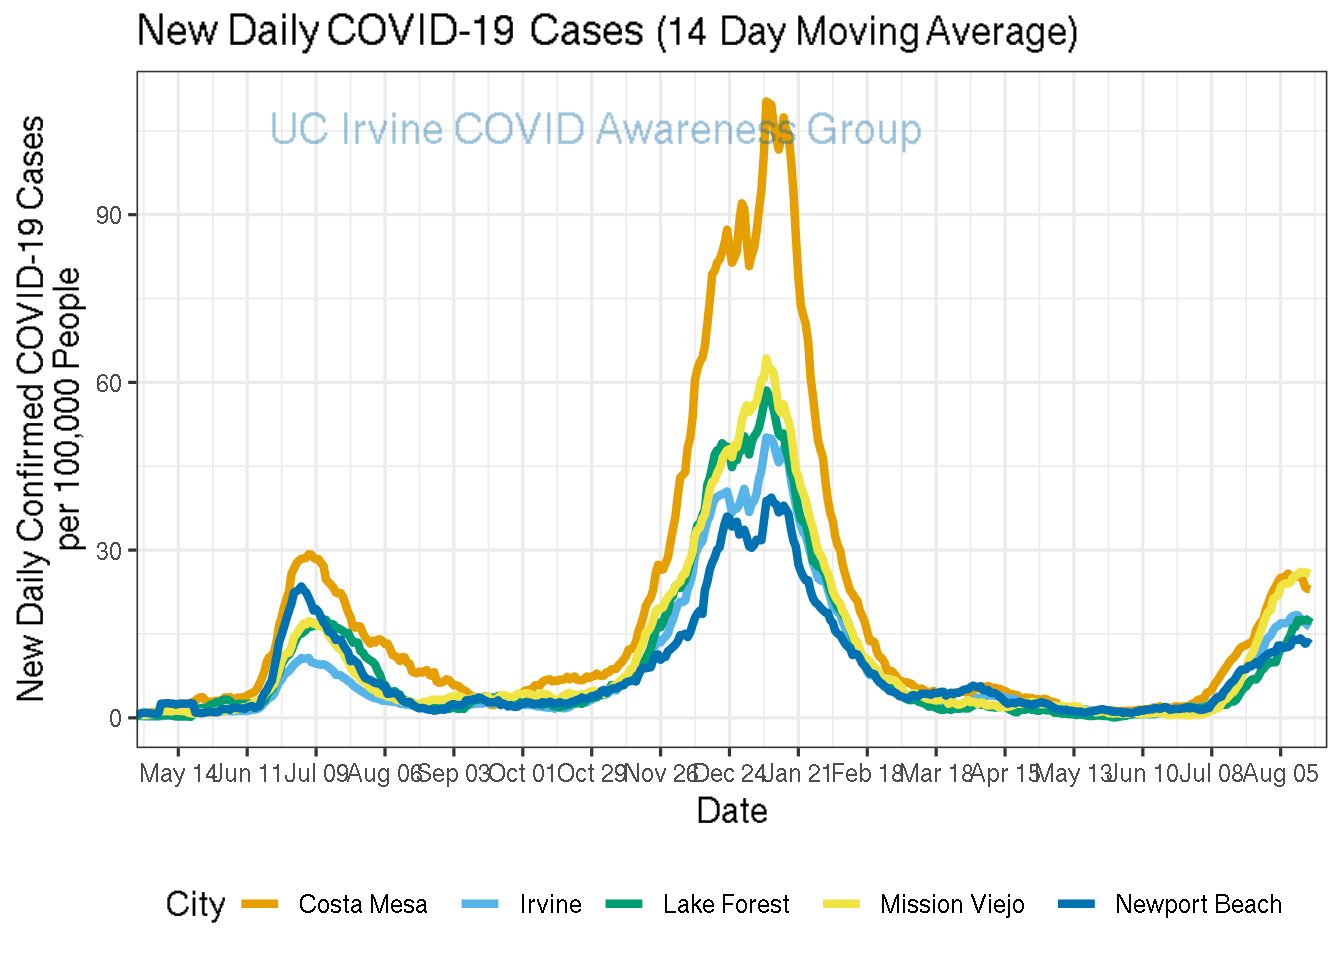 New Daily COVID-19 Cases (14 Day Moving Average)
UC Irvine COVID Awareness Group
New Daily Confirmed COVID-19 Cases
per 100,000 People
90
60
30
0
May 14 Jun 11 Jul 09 Aug 06 Sep 03 Oct 01 Oct 29 Nov 26 Dec 24 Jan 21 Feb 18 Mar 18 Apr 15 May 13 Jun 10 Jul 08 Aug 05
Date
City Costa Mesa Irvine Lake Forest Mission Viejo Newport Beach